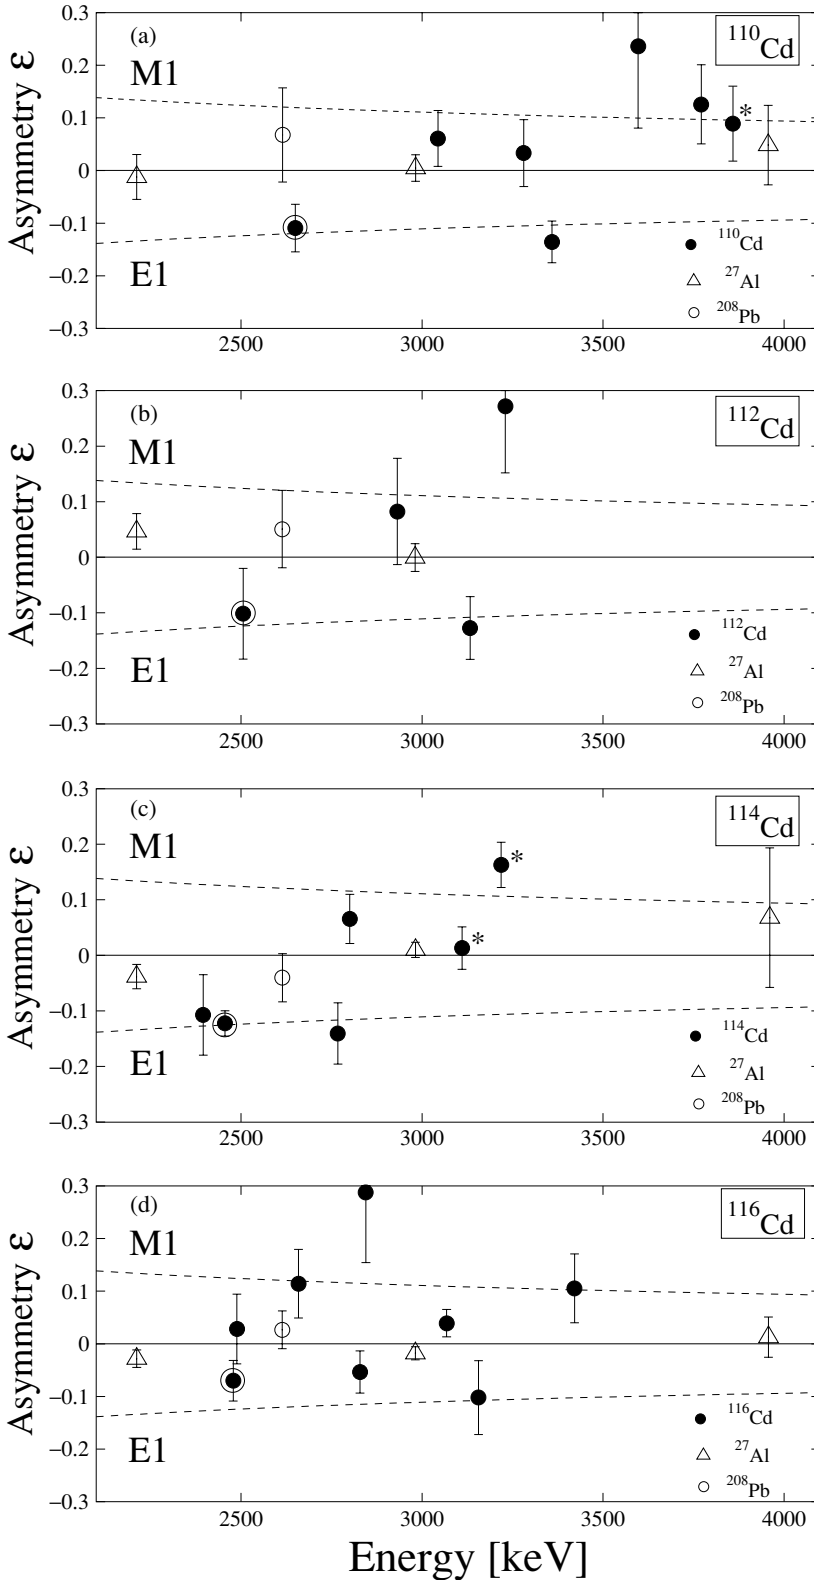 0.3
(a)
110Cd
0.2
M1
0.1
*
0
−0.1
110Cd
E1
−0.2
27Al
208Pb
−0.3
Asymmetry ε
2500 3000 3500 4000
0.3
(b)
112Cd
0.2
M1
0.1
0
−0.1
112Cd
E1
−0.2
27Al
208Pb
−0.3
Asymmetry ε
2500 3000 3500 4000
0.3
(c)
114Cd
0.2
M1
*
0.1
*
0
−0.1
114Cd
E1
−0.2
27Al
208Pb
−0.3
Asymmetry ε
2500 3000 3500 4000
0.3
(d)
116Cd
0.2
M1
0.1
0
−0.1
116Cd
E1
−0.2
27Al
208Pb
−0.3
Asymmetry ε
2500 3000 3500 4000
Energy [keV]